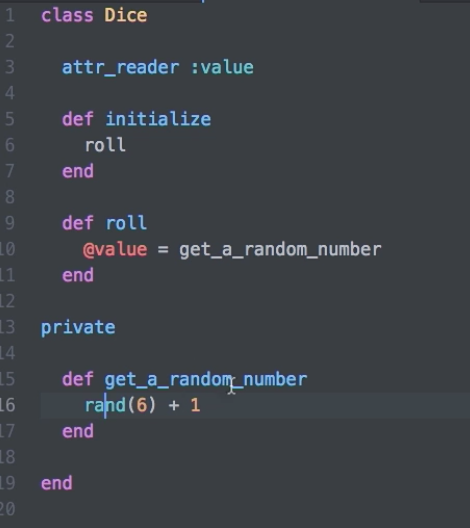 1 class Dice
2
3 attr_reader :value
4
5 def initialize
6 roll
7 end
8
9 def roll
10 @value = get_a_random_number
11 end
12
13 private
14
15 def get_a_random_number
16 rand(6) + 1
17 end
18
19 end
20